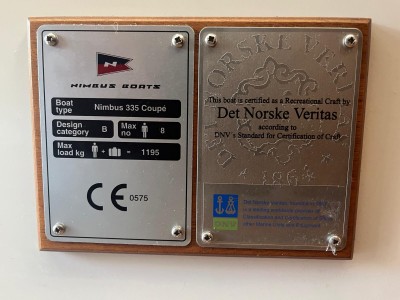 N
NIMBUS BOATS
Boat type Nimbus 335 Coupé
Design category B Max no 8
Max load kg + = 1195
CE 0575
DET NORSKE VERITAS
This boat is certified as a Recreational Craft by
Det Norske Veritas
according to
DNV's Standard for Certification of Craft
1864